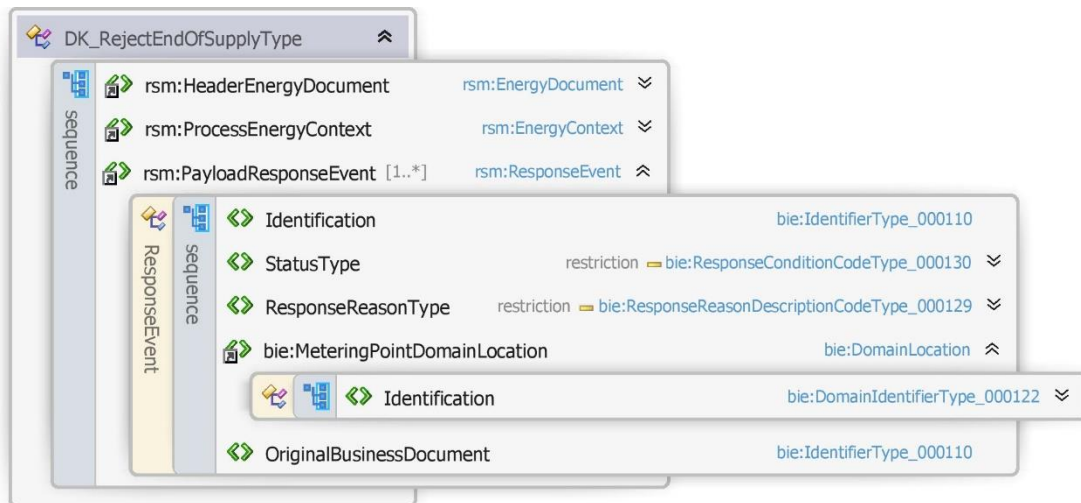 DK_RejectEndOfSupplyType
rsm:HeaderEnergyDocument rsm:EnergyDocument
sequence
rsm:ProcessEnergyContext rsm:EnergyContext
rsm:PayloadResponseEvent [1..*] rsm:ResponseEvent
ResponseEvent
sequence
Identification bie:IdentifierType_000110
StatusType restriction bie:ResponseConditionCodeType_000130
ResponseReasonType restriction bie:ResponseReasonDescriptionCodeType_000129
bie:MeteringPointDomainLocation bie:DomainLocation
Identification bie:DomainIdentifierType_000122
OriginalBusinessDocument bie:IdentifierType_000110